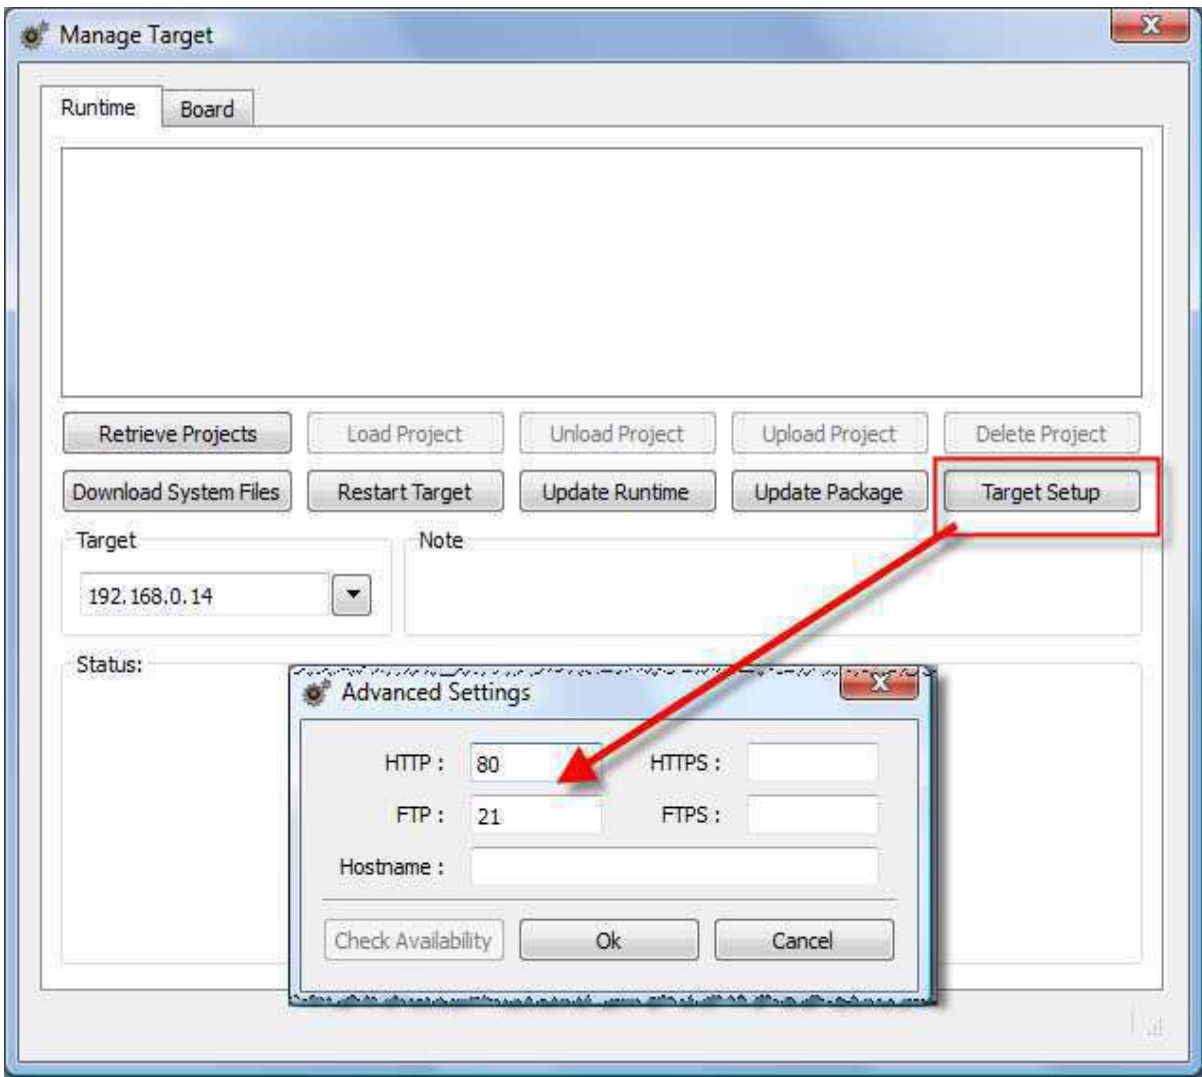 Manage Target
Runtime Board
Retrieve Projects Load Project Unload Project Upload Project Delete Project
Download System Files Restart Target Update Runtime Update Package Target Setup
Target Note
192.168.0.14
Status:
Advanced Settings
HTTP : 80 HTTPS :
FTP : 21 FTPS :
Hostname :
Check Availability Ok Cancel